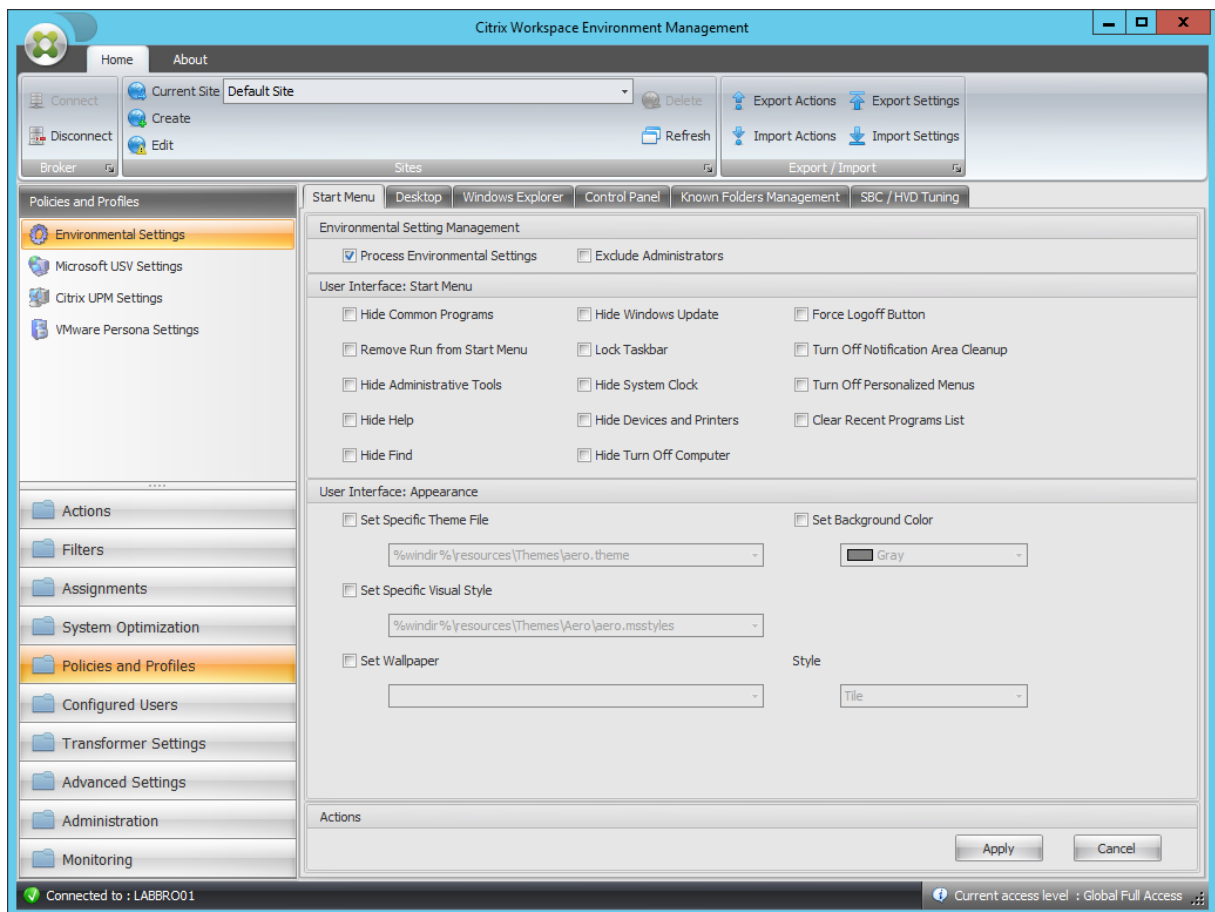 Citrix Workspace Environment Management
Home About
Connect
Disconnect
Broker
Current Site Default Site
Create
Edit
Delete
Refresh
Sites
Export Actions Export Settings
Import Actions Import Settings
Export / Import
Policies and Profiles
Environmental Settings
Microsoft USV Settings
Citrix UPM Settings
VMware Persona Settings
Actions
Filters
Assignments
System Optimization
Policies and Profiles
Configured Users
Transformer Settings
Advanced Settings
Administration
Monitoring
Start Menu Desktop Windows Explorer Control Panel Known Folders Management SBC / HVD Tuning
Environmental Setting Management
Process Environmental Settings Exclude Administrators
User Interface: Start Menu
Hide Common Programs Hide Windows Update Force Logoff Button
Remove Run from Start Menu Lock Taskbar Turn Off Notification Area Cleanup
Hide Administrative Tools Hide System Clock Turn Off Personalized Menus
Hide Help Hide Devices and Printers Clear Recent Programs List
Hide Find Hide Turn Off Computer
User Interface: Appearance
Set Specific Theme File Set Background Color
%windir%\resources\Themes\aero.theme Gray
Set Specific Visual Style
%windir%\resources\Themes\Aero\aero.msstyles
Set Wallpaper Style
Tile
Actions
Apply Cancel
Connected to : LABBRO01 Current access level : Global Full Access